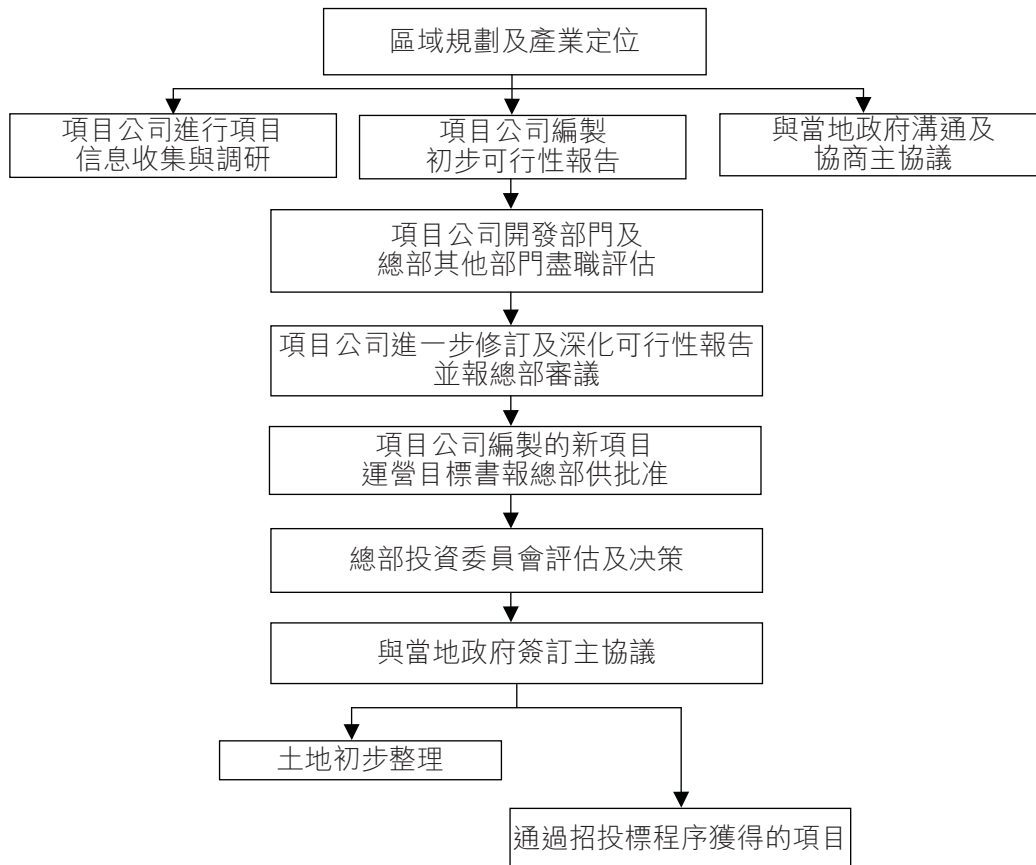 區域規劃及產業定位
項目公司進行項目
信息收集與調研
項目公司編製
初步可行性報告
與當地政府溝通及
協商主協議
項目公司開發部門及
總部其他部門盡職評估
項目公司進一步修訂及深化可行性報告
並報總部審議
項目公司編製的新項目
運營目標書報總部供批准
總部投資委員會評估及決策
與當地政府簽訂主協議
土地初步整理
通過招投標程序獲得的項目